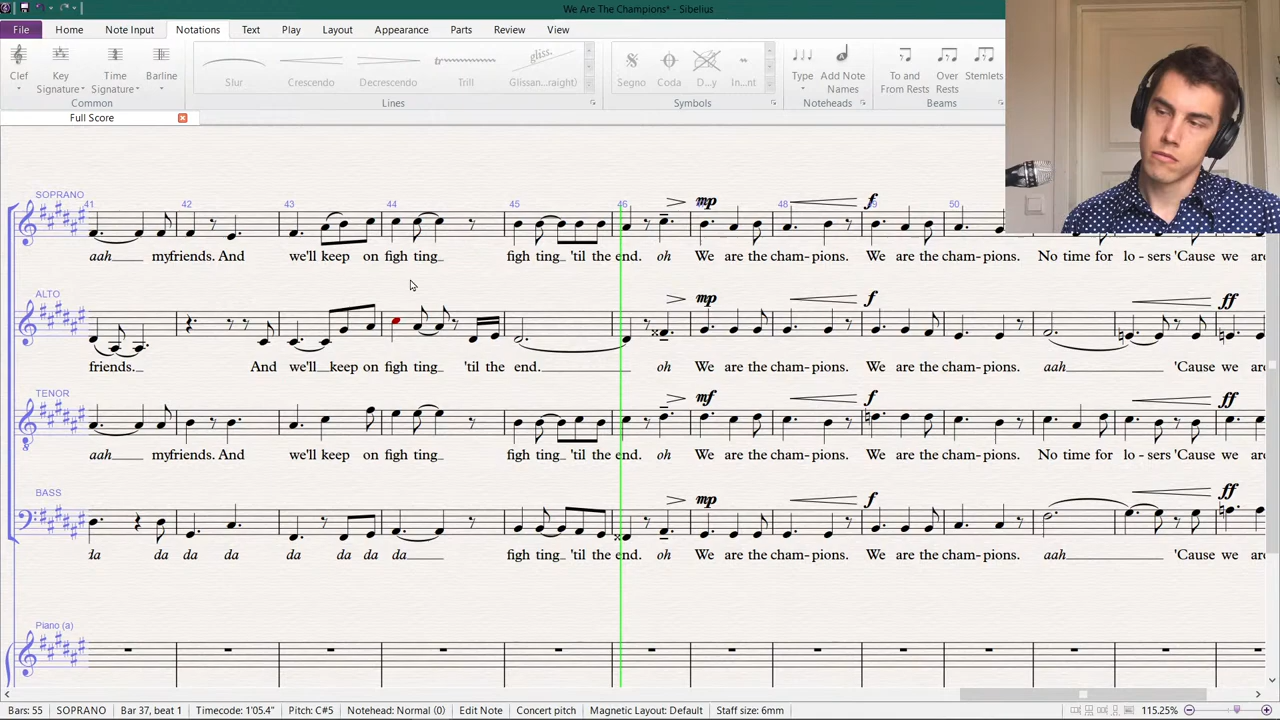 We Are The Champions* - Sibelius
File Home Note Input Notations Text Play Layout Appearance Parts Review View
Clef Key Signature Time Signature Barline
Common
gliss.
Slur Crescendo Decrescendo Trill Glissan...raight)
Lines
Segno Coda D...y In...nt
Symbols
Type Add Note Names
Noteheads
To and From Rests Over Rests Stemlets
Beams
Full Score
SOPRANO
41 42 43 44 45 46 48 49 50
mp f
aah myfriends. And we'll keep on figh ting figh ting 'til the end. oh We are the cham-pions. We are the cham-pions. No time for lo-sers 'Cause we are
ALTO
mp f ff
friends. And we'll keep on figh ting 'til the end. oh We are the cham-pions. We are the cham-pions. aah 'Cause we are
TENOR
mf f ff
aah myfriends. And we'll keep on figh ting figh ting 'til the end. oh We are the cham-pions. We are the cham-pions. No time for lo-sers 'Cause we are
BASS
mp f ff
da da da da da da da da figh ting 'til the end. oh We are the cham-pions. We are the cham-pions. aah 'Cause we are
Piano (a)
Bars: 55 SOPRANO Bar 37, beat 1 Timecode: 1'05.4" Pitch: C#5 Notehead: Normal (0) Edit Note Concert pitch Magnetic Layout: Default Staff size: 6mm 115.25%